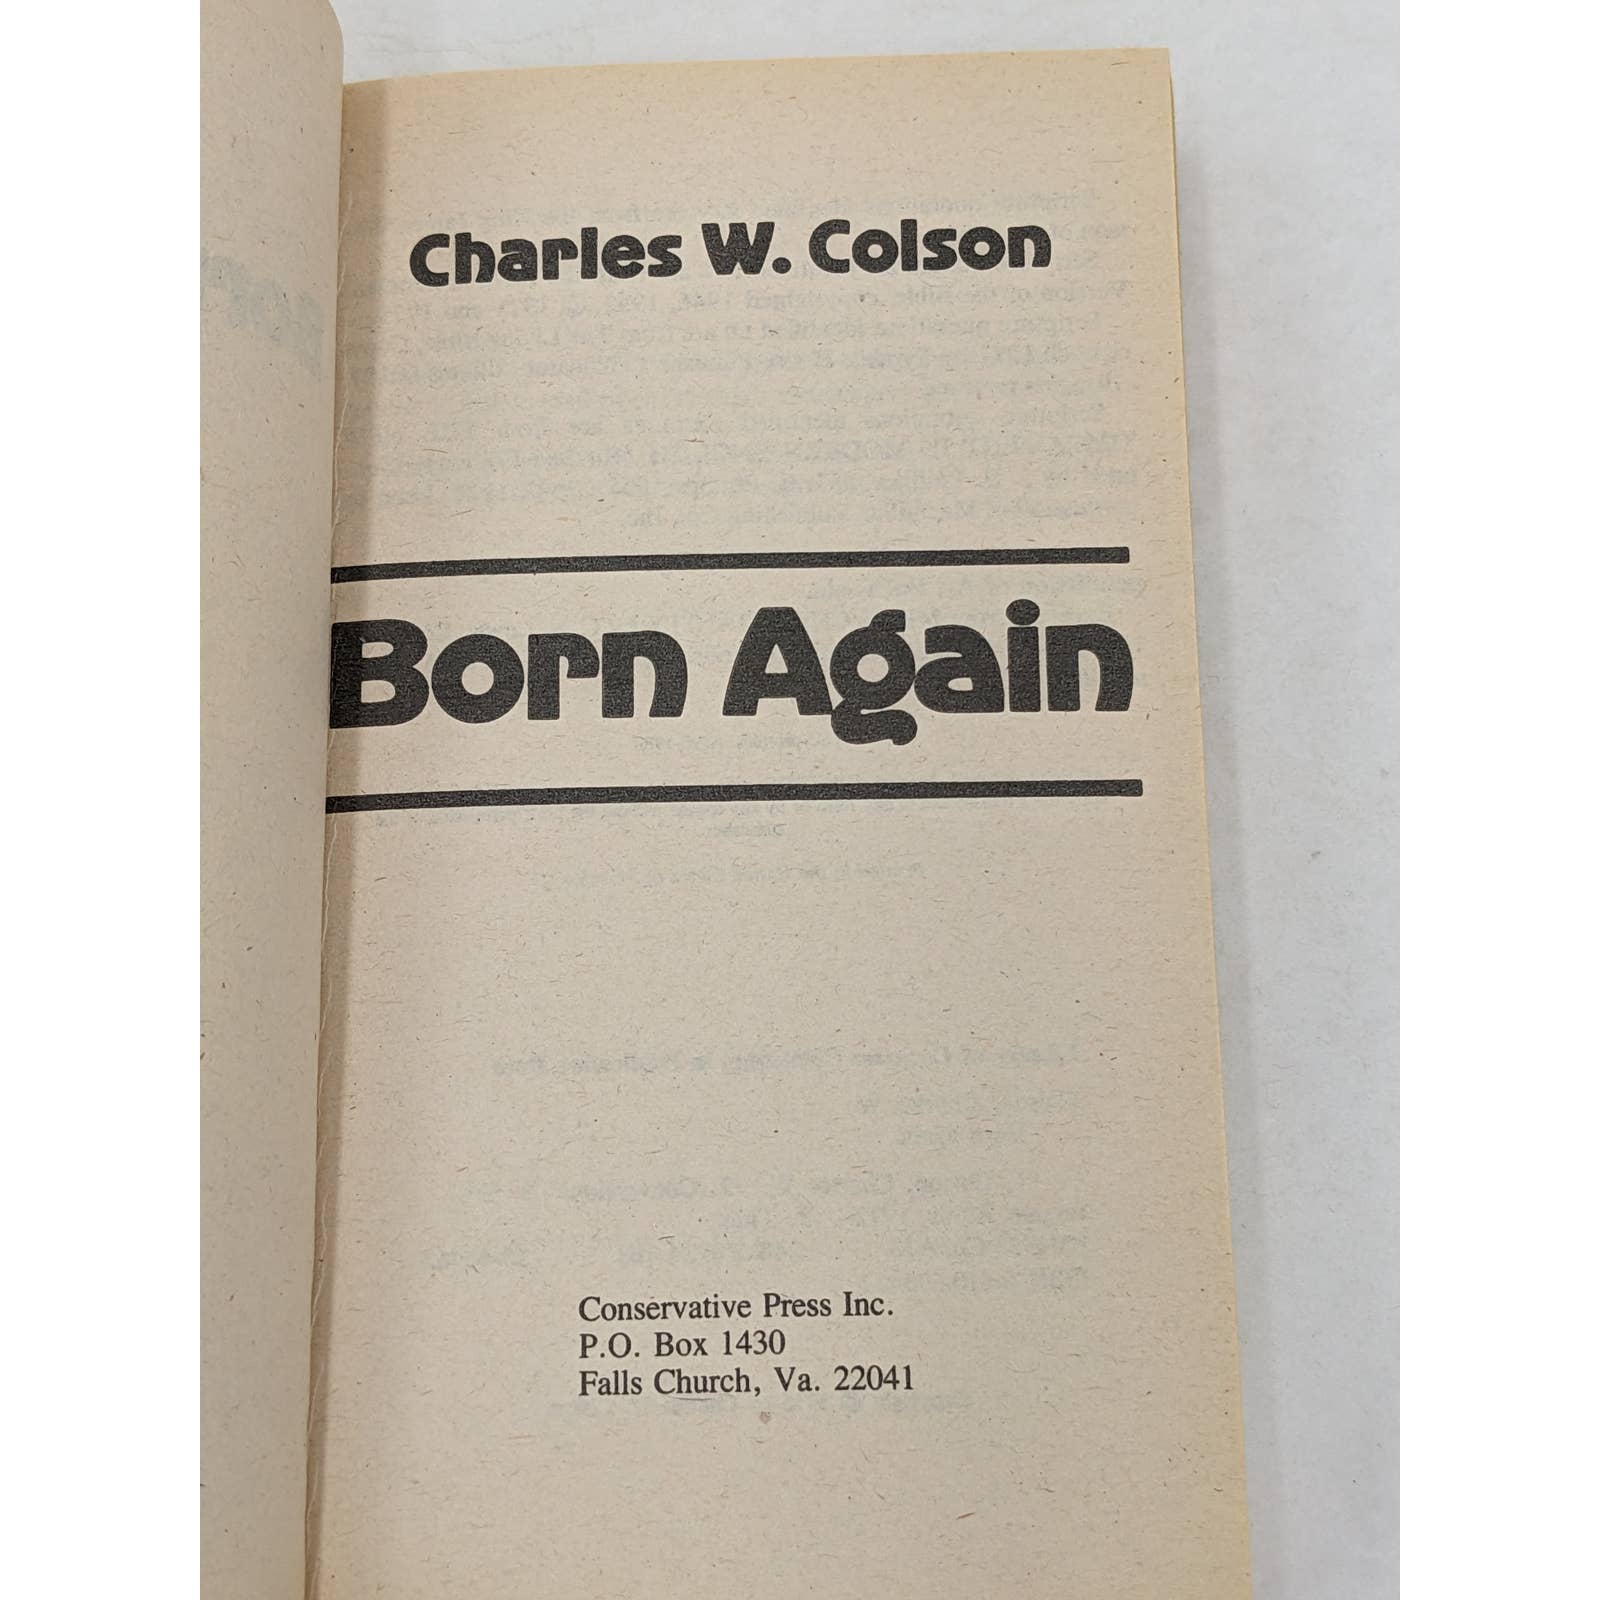 Charles W. Colson
Born Again
Conservative Press Inc.
P.O. Box 1430
Falls Church, Va. 22041